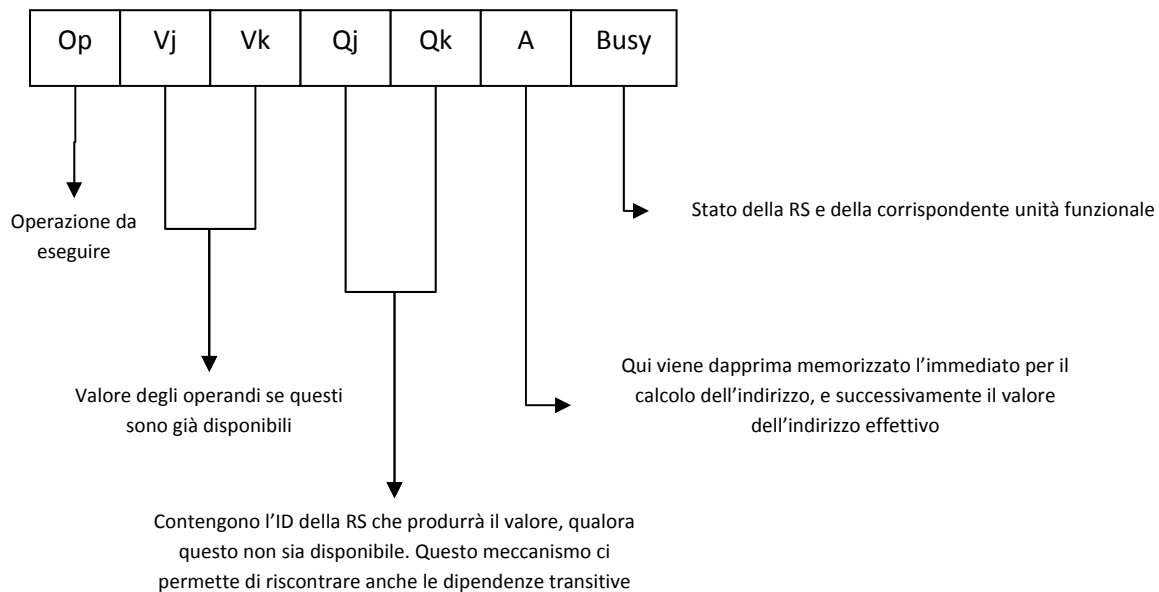 Op Vj Vk Qj Qk A Busy
Operazione da
eseguire
Stato della RS e della corrispondente unità funzionale
Valore degli operandi se questi
sono già disponibili
Qui viene dapprima memorizzato l’immediato per il
calcolo dell’indirizzo, e successivamente il valore
dell’indirizzo effettivo
Contengono l’ID della RS che produrrà il valore, qualora
questo non sia disponibile. Questo meccanismo ci
permette di riscontrare anche le dipendenze transitive